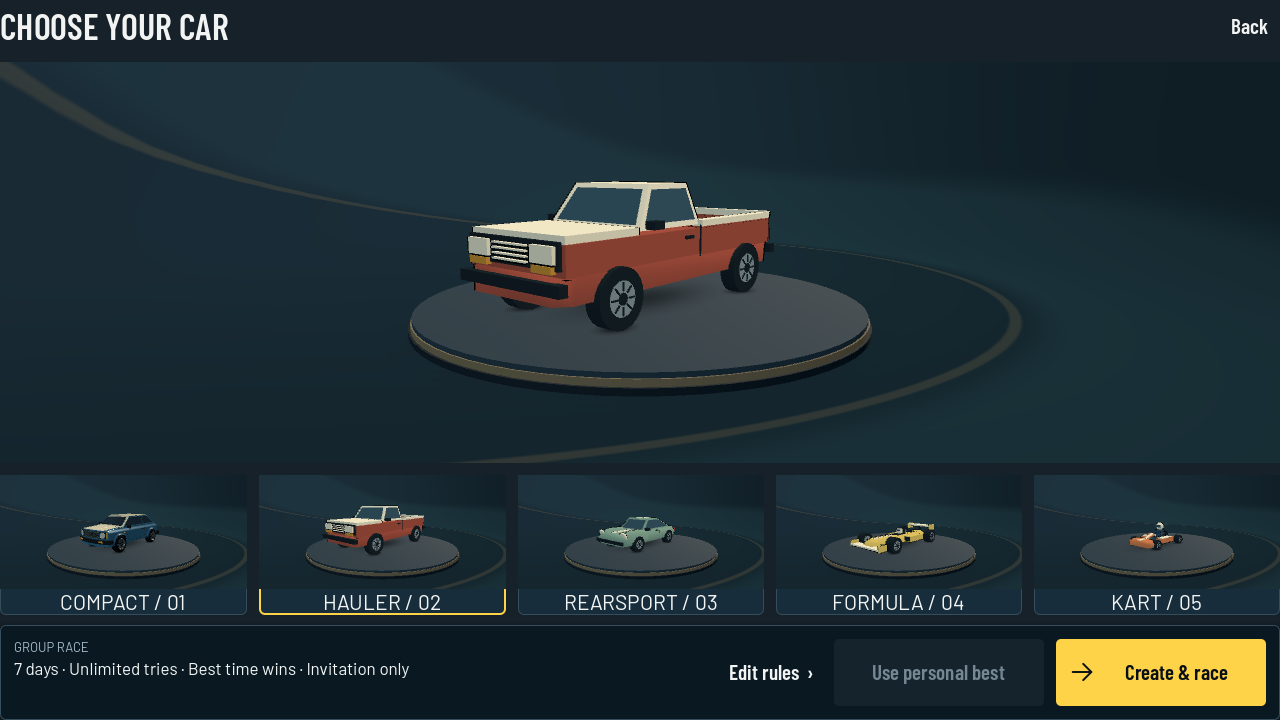 CHOOSE YOUR CAR
Back
COMPACT / 01
HAULER / 02
REARSPORT / 03
FORMULA / 04
KART / 05
GROUP RACE
7 days · Unlimited tries · Best time wins · Invitation only
Edit rules ›
Use personal best
→ Create & race